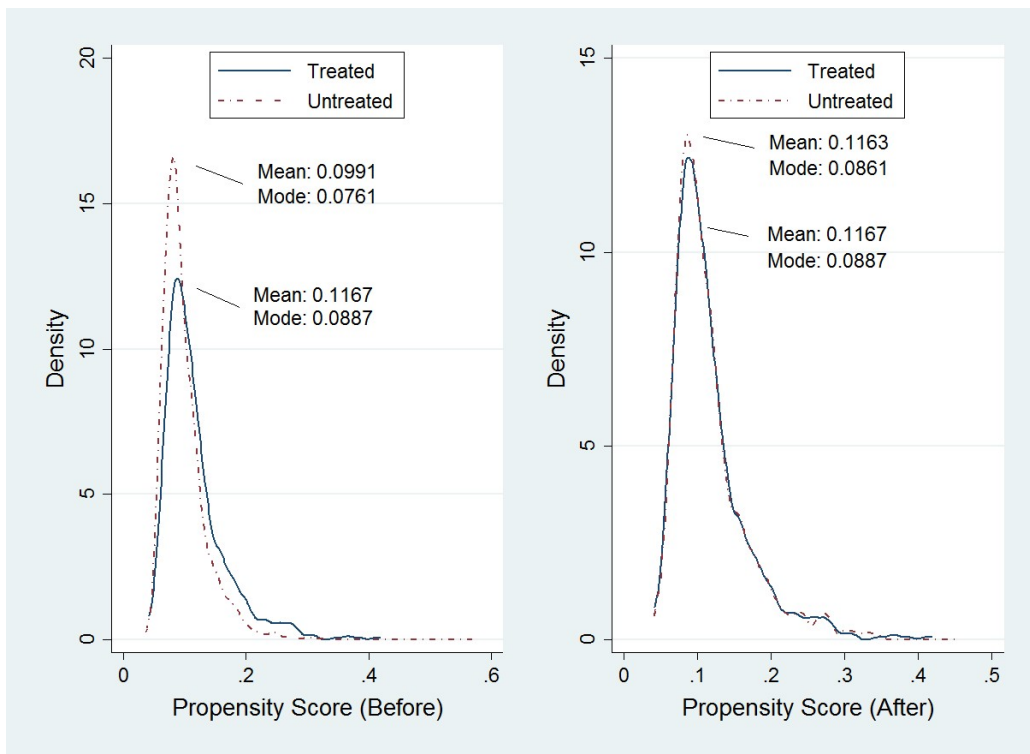 20
15
10
5
0
Density
Treated
Untreated
Mean: 0.0991
Mode: 0.0761
Mean: 0.1167
Mode: 0.0887
0
.2
.4
.6
Propensity Score (Before)
15
10
5
0
Density
Treated
Untreated
Mean: 0.1163
Mode: 0.0861
Mean: 0.1167
Mode: 0.0887
0
.1
.2
.3
.4
.5
Propensity Score (After)